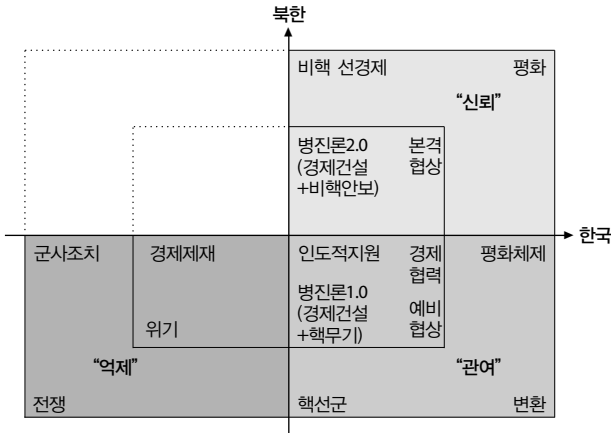 북한
비핵 선경제 평화
“신뢰”
병진론2.0 본격
(경제건설 협상
+비핵안보)
한국
군사조치 경제제재 인도적지원 경제 평화체제
협력
병진론1.0 예비
(경제건설 협상
+핵무기)
위기
“억제” “관여”
전쟁 핵선군 변환